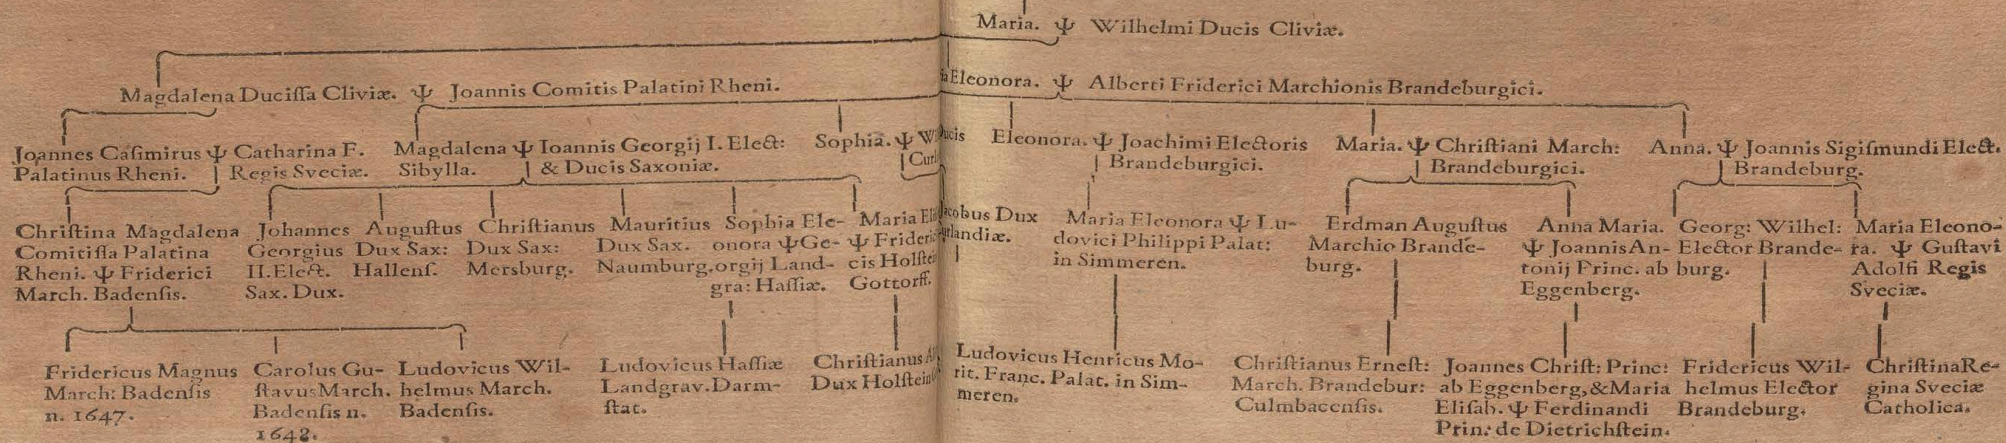 Maria. Ψ Wilhelmi Ducis Cliviæ.
Magdalena Ducissa Cliviæ. Ψ Joannis Comitis Palatini Rheni.
Eleonora. Ψ Alberti Friderici Marchionis Brandeburgici.
Joannes Casimirus Ψ Catharina F.
Palatinus Rheni. Regis Sveciæ.
Magdalena Ψ Ioannis Georgij I. Elect:
Sibylla. & Ducis Saxoniæ.
Sophia. Ψ
Eleonora. Ψ Joachimi Electoris
Brandeburgici.
Maria. Ψ Christiani March:
Brandeburgici.
Anna. Ψ Joannis Sigismundi Elect.
Brandeburg.
Christina Magdalena
Comitissa Palatina
Rheni. Ψ Friderici
March. Badensis.
Johannes
Georgius
II. Elect.
Sax. Dux.
Augustus
Dux Sax:
Hallens.
Christianus
Dux Sax:
Mersburg.
Mauritius
Dux Sax.
Naumburg.
Sophia Ele-
onora Ψ Ge-
orgij Land-
gra: Hassiæ.
Maria
Ψ
cis
Gottorff.
Dux
Maria Eleonora Ψ Lu-
dovici Philippi Palat:
in Simmeren.
Erdman Augustus
Marchio Brande-
burg.
Anna Maria.
Ψ Joannis An-
tonij Princ. ab
Eggenberg.
Georg: Wilhel:
Elector Brande-
burg.
Maria Eleono-
ra. Ψ Gustavi
Adolfi Regis
Sveciæ.
Fridericus Magnus
March: Badensis
n. 1647.
Carolus Gu-
stavus March.
Badensis n.
1648.
Ludovicus Wil-
helmus March.
Badensis.
Ludovicus Hassiæ
Landgrav. Darm-
stat.
Christianus
Dux
Ludovicus Henricus Mo-
rit. Franc. Palat. in Sim-
meren.
Christianus Ernest:
March. Brandebur:
Culmbacensis.
Joannes Christ: Princ:
ab Eggenberg, & Maria
Elisab. Ψ Ferdinandi
Prin: de Dietrichstein.
Fridericus Wil-
helmus Elector
Brandeburg.
Christina Re-
gina Sveciæ
Catholica.